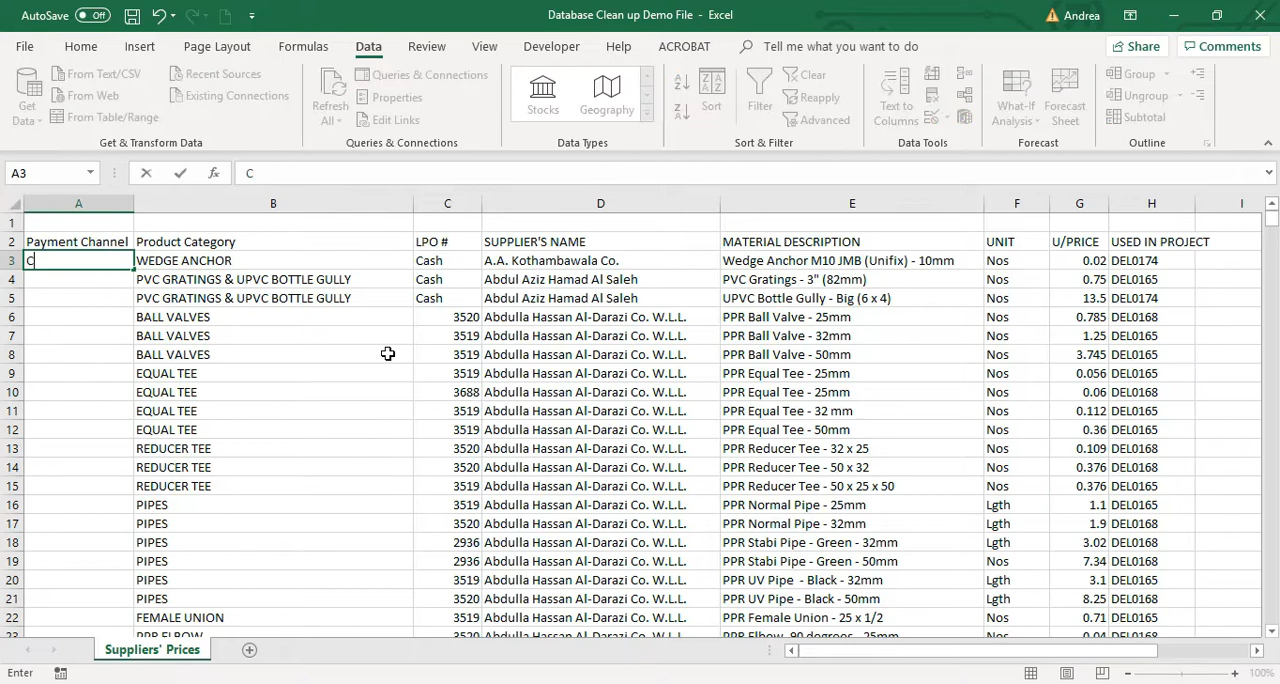 AutoSave Off Database Clean up Demo File - Excel Andrea
File Home Insert Page Layout Formulas Data Review View Developer Help ACROBAT Tell me what you want to do Share Comments
Get Data
From Text/CSV
From Web
From Table/Range
Recent Sources
Existing Connections
Get & Transform Data
Refresh All
Queries & Connections
Properties
Edit Links
Queries & Connections
Stocks
Geography
Data Types
Sort
Filter
Clear
Reapply
Advanced
Sort & Filter
Text to Columns
Data Tools
What-If Analysis
Forecast Sheet
Forecast
Group
Ungroup
Subtotal
Outline
A3 fx C
A B C D E F G H I
1
2 Payment Channel Product Category LPO # SUPPLIER'S NAME MATERIAL DESCRIPTION UNIT U/PRICE USED IN PROJECT
3 C WEDGE ANCHOR Cash A.A. Kothambawala Co. Wedge Anchor M10 JMB (Unifix) - 10mm Nos 0.02 DEL0174
4 PVC GRATINGS & UPVC BOTTLE GULLY Cash Abdul Aziz Hamad Al Saleh PVC Gratings - 3" (82mm) Nos 0.75 DEL0165
5 PVC GRATINGS & UPVC BOTTLE GULLY Cash Abdul Aziz Hamad Al Saleh UPVC Bottle Gully - Big (6 x 4) Nos 13.5 DEL0174
6 BALL VALVES 3520 Abdulla Hassan Al-Darazi Co. W.L.L. PPR Ball Valve - 25mm Nos 0.785 DEL0168
7 BALL VALVES 3519 Abdulla Hassan Al-Darazi Co. W.L.L. PPR Ball Valve - 32mm Nos 1.25 DEL0165
8 BALL VALVES 3519 Abdulla Hassan Al-Darazi Co. W.L.L. PPR Ball Valve - 50mm Nos 3.745 DEL0165
9 EQUAL TEE 3519 Abdulla Hassan Al-Darazi Co. W.L.L. PPR Equal Tee - 25mm Nos 0.056 DEL0165
10 EQUAL TEE 3688 Abdulla Hassan Al-Darazi Co. W.L.L. PPR Equal Tee - 25mm Nos 0.06 DEL0168
11 EQUAL TEE 3519 Abdulla Hassan Al-Darazi Co. W.L.L. PPR Equal Tee - 32 mm Nos 0.112 DEL0165
12 EQUAL TEE 3519 Abdulla Hassan Al-Darazi Co. W.L.L. PPR Equal Tee - 50mm Nos 0.36 DEL0165
13 REDUCER TEE 3520 Abdulla Hassan Al-Darazi Co. W.L.L. PPR Reducer Tee - 32 x 25 Nos 0.109 DEL0168
14 REDUCER TEE 3520 Abdulla Hassan Al-Darazi Co. W.L.L. PPR Reducer Tee - 50 x 32 Nos 0.376 DEL0168
15 REDUCER TEE 3519 Abdulla Hassan Al-Darazi Co. W.L.L. PPR Reducer Tee - 50 x 25 x 50 Nos 0.376 DEL0165
16 PIPES 3519 Abdulla Hassan Al-Darazi Co. W.L.L. PPR Normal Pipe - 25mm Lgth 1.1 DEL0165
17 PIPES 3520 Abdulla Hassan Al-Darazi Co. W.L.L. PPR Normal Pipe - 32mm Lgth 1.9 DEL0168
18 PIPES 2936 Abdulla Hassan Al-Darazi Co. W.L.L. PPR Stabi Pipe - Green - 32mm Lgth 3.02 DEL0168
19 PIPES 2936 Abdulla Hassan Al-Darazi Co. W.L.L. PPR Stabi Pipe - Green - 50mm Nos 7.34 DEL0168
20 PIPES 3519 Abdulla Hassan Al-Darazi Co. W.L.L. PPR UV Pipe - Black - 32mm Lgth 3.1 DEL0165
21 PIPES 3520 Abdulla Hassan Al-Darazi Co. W.L.L. PPR UV Pipe - Black - 50mm Lgth 8.25 DEL0168
22 FEMALE UNION 3519 Abdulla Hassan Al-Darazi Co. W.L.L. PPR Female Union - 25 x 1/2 Nos 0.71 DEL0165
23 PPR ELBOW 3520 Abdulla Hassan Al-Darazi Co. W.L.L. PPR Elbow 90 degrees - 25mm Nos 0.04 DEL0168
Suppliers' Prices
Enter 100%